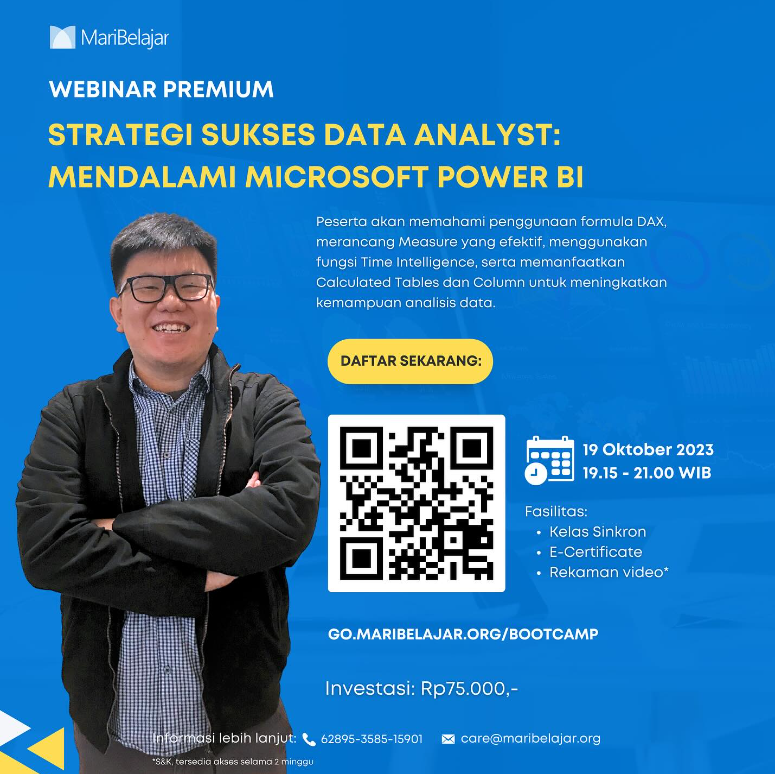 MariBelajar
WEBINAR PREMIUM
STRATEGI SUKSES DATA ANALYST:
MENDALAMI MICROSOFT POWER BI
Peserta akan memahami penggunaan formula DAX,
merancang Measure yang efektif, menggunakan
fungsi Time Intelligence, serta memanfaatkan
Calculated Tables dan Column untuk meningkatkan
kemampuan analisis data.
DAFTAR SEKARANG:
19 Oktober 2023
19.15 - 21.00 WIB
Fasilitas:
• Kelas Sinkron
• E-Certificate
• Rekaman video*
GO.MARIBELAJAR.ORG/BOOTCAMP
Investasi: Rp75.000,-
Informasi lebih lanjut: 62895-3585-15901 care@maribelajar.org
*S&K, tersedia akses selama 2 minggu